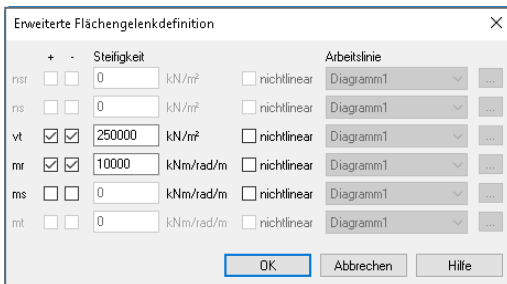 Erweiterte Flächengelenkdefinition
+ - Steifigkeit Arbeitslinie
nsr 0 kN/m² nichtlinear Diagramm1 ...
ns 0 kN/m² nichtlinear Diagramm1 ...
vt 250000 kN/m² nichtlinear Diagramm1 ...
mr 10000 kNm/rad/m nichtlinear Diagramm1 ...
ms 0 kNm/rad/m nichtlinear Diagramm1 ...
mt 0 kNm/rad/m nichtlinear Diagramm1 ...
OK Abbrechen Hilfe